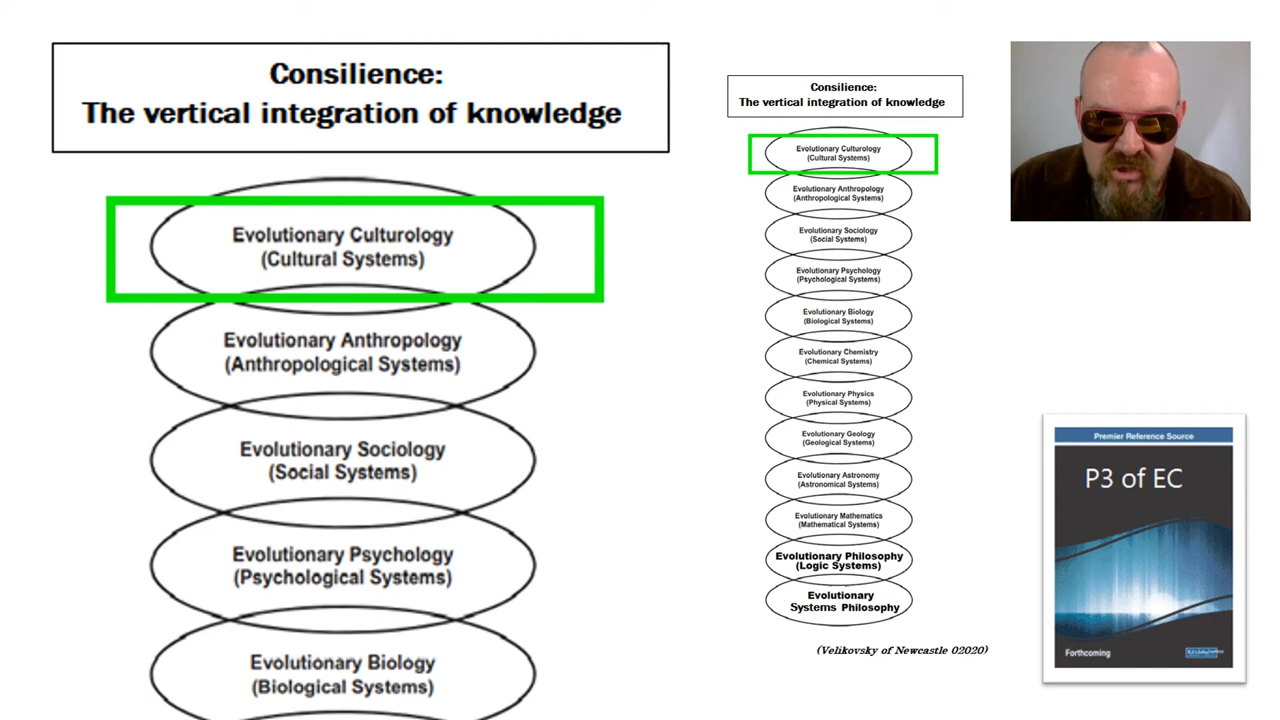 Consilience:
The vertical integration of knowledge
Evolutionary Culturology
(Cultural Systems)
Evolutionary Anthropology
(Anthropological Systems)
Evolutionary Sociology
(Social Systems)
Evolutionary Psychology
(Psychological Systems)
Evolutionary Biology
(Biological Systems)
Consilience:
The vertical integration of knowledge
Evolutionary Culturology
(Cultural Systems)
Evolutionary Anthropology
(Anthropological Systems)
Evolutionary Sociology
(Social Systems)
Evolutionary Psychology
(Psychological Systems)
Evolutionary Biology
(Biological Systems)
Evolutionary Chemistry
(Chemical Systems)
Evolutionary Physics
(Physical Systems)
Evolutionary Geology
(Geological Systems)
Evolutionary Astronomy
(Astronomical Systems)
Evolutionary Mathematics
(Mathematical Systems)
Evolutionary Philosophy
(Logic Systems)
Evolutionary
Systems Philosophy
(Velikovsky of Newcastle 02020)
Premier Reference Source
P3 of EC
Forthcoming